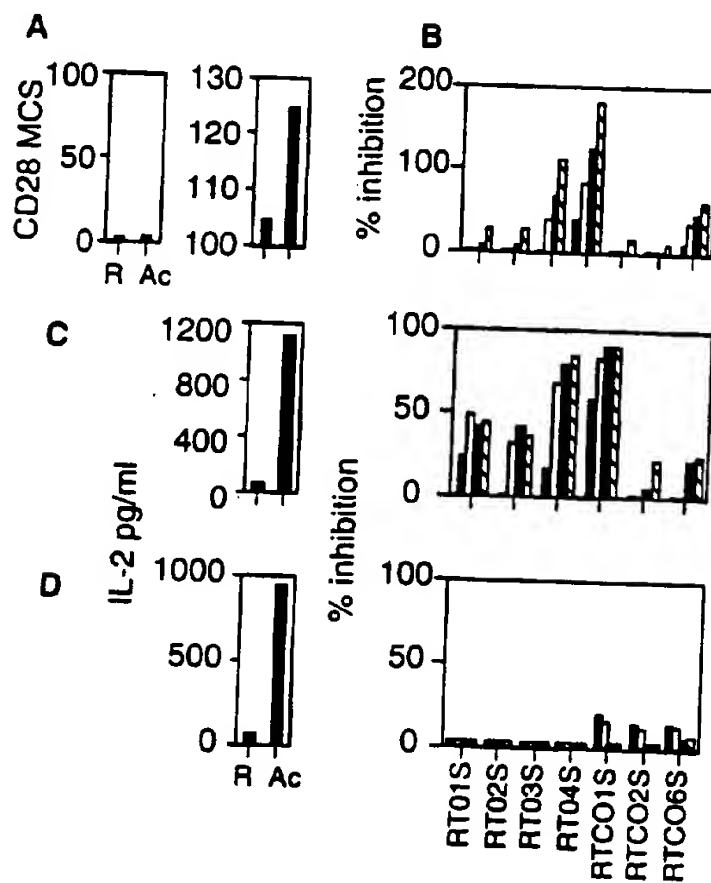 A
B
CD28 MCS
100
50
0
R Ac
130
120
110
100
% inhibition
200
100
0
C
IL-2 pg/ml
1200
800
400
0
% inhibition
100
50
0
D
1000
500
0
R Ac
100
50
0
RT01S
RT02S
RT03S
RT04S
RTCO1S
RTCO2S
RTCO6S